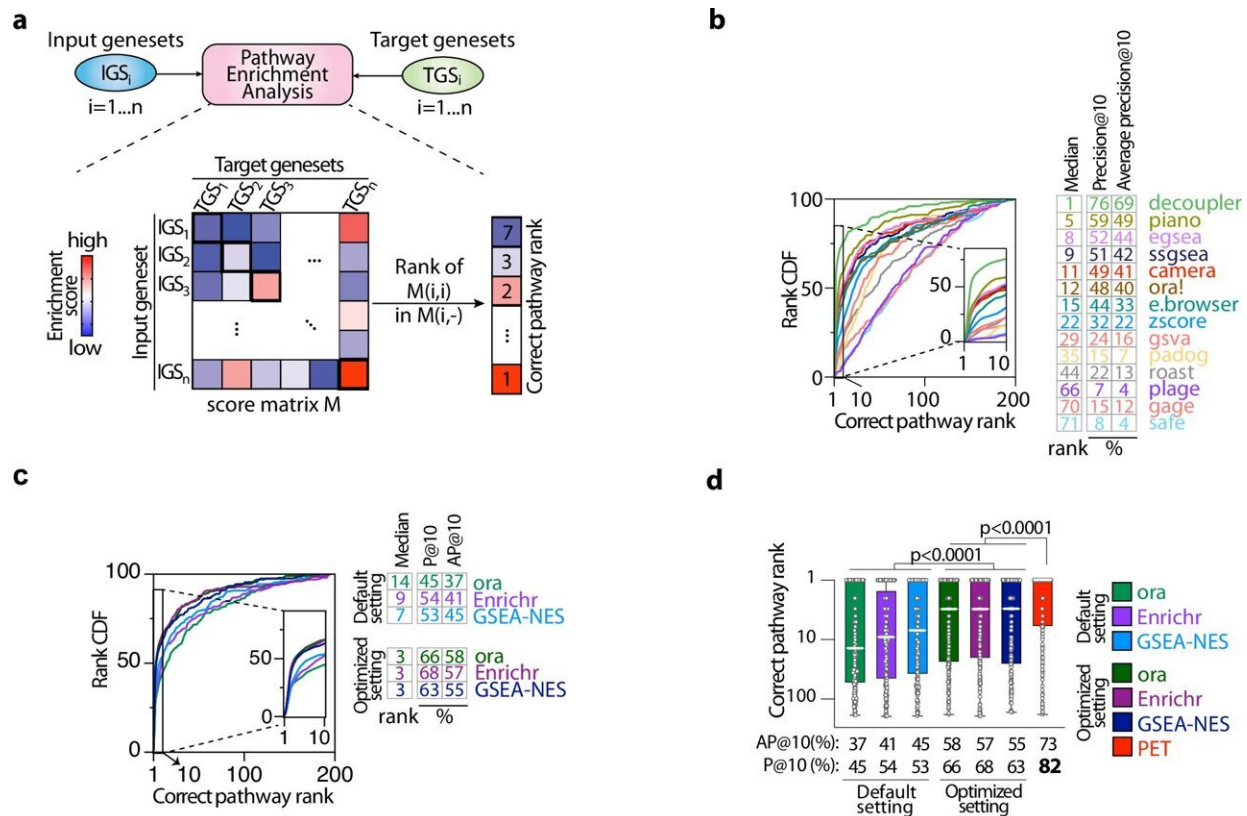 a
Input genesets
Target genesets
IGSi
Pathway
Enrichment
Analysis
TGSi
i=1...n
i=1...n
Target genesets
TGS1
TGS2
TGS3
TGSn
Enrichment
score
high
low
Input geneset
IGS1
IGS2
IGS3
IGSn
...
...
...
score matrix M
Rank of
M(i,i)
in M(i,-)
7
3
2
...
1
Correct pathway rank
b
Rank CDF
100
50
0
1
10
100
200
Correct pathway rank
50
0
1
10
Median
Precision@10
Average precision@10
1 76 69 decoupler
5 59 49 piano
8 52 44 egsea
9 51 42 ssgsea
11 49 41 camera
12 48 40 ora!
15 44 33 e.browser
22 32 22 zscore
29 24 16 gsva
35 15 7 padog
44 22 13 roast
66 7 4 plage
70 15 12 gage
71 8 4 safe
rank %
c
Rank CDF
100
50
0
1
10
100
200
Correct pathway rank
50
0
1
10
Median
P@10
AP@10
Default
setting
14 45 37 ora
9 54 41 Enrichr
7 53 45 GSEA-NES
Optimized
setting
3 66 58 ora
3 68 57 Enrichr
3 63 55 GSEA-NES
rank %
d
p<0.0001
p<0.0001
Correct pathway rank
1
10
100
AP@10(%): 37 41 45 58 57 55 73
P@10 (%): 45 54 53 66 68 63 82
Default
setting
Optimized
setting
Default
setting
ora
Enrichr
GSEA-NES
Optimized
setting
ora
Enrichr
GSEA-NES
PET